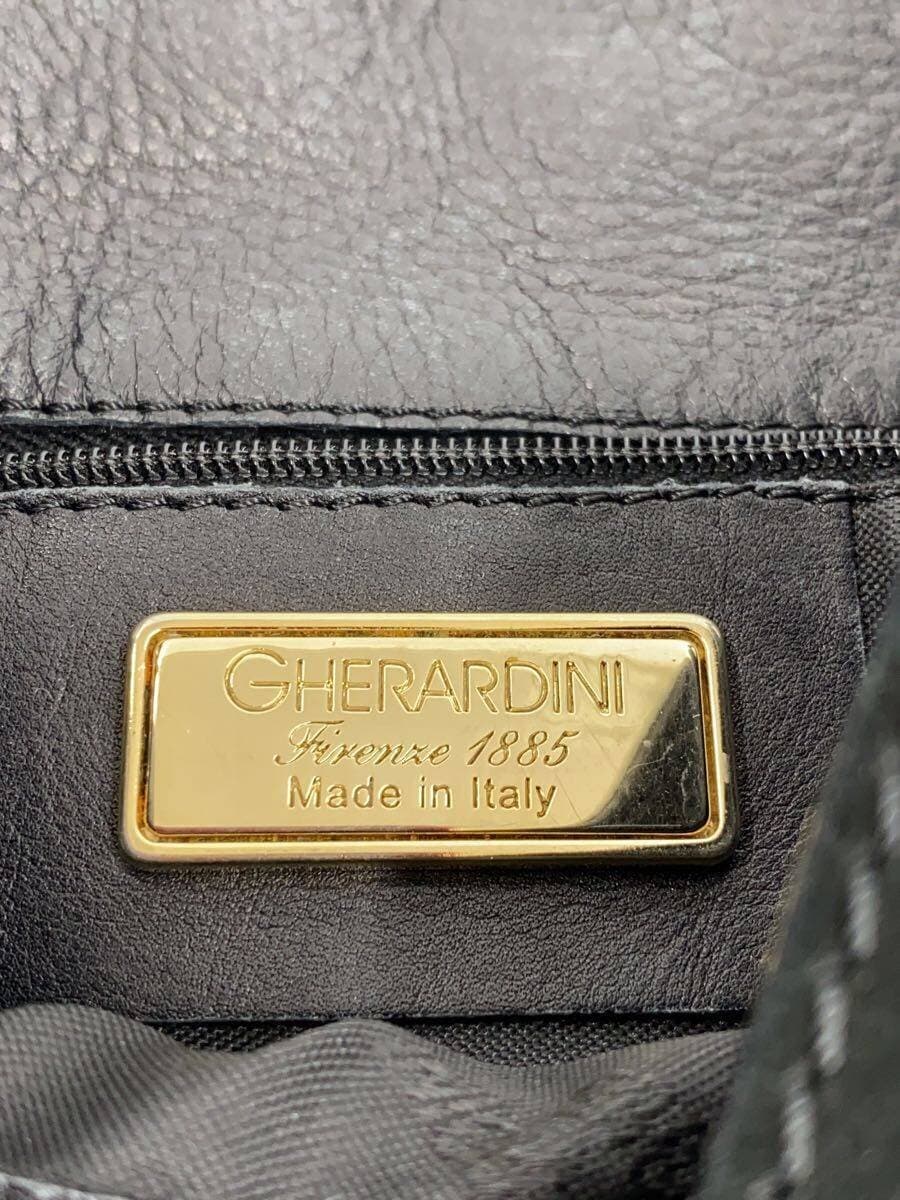 GHERARDINI
Firenze 1885
Made in Italy